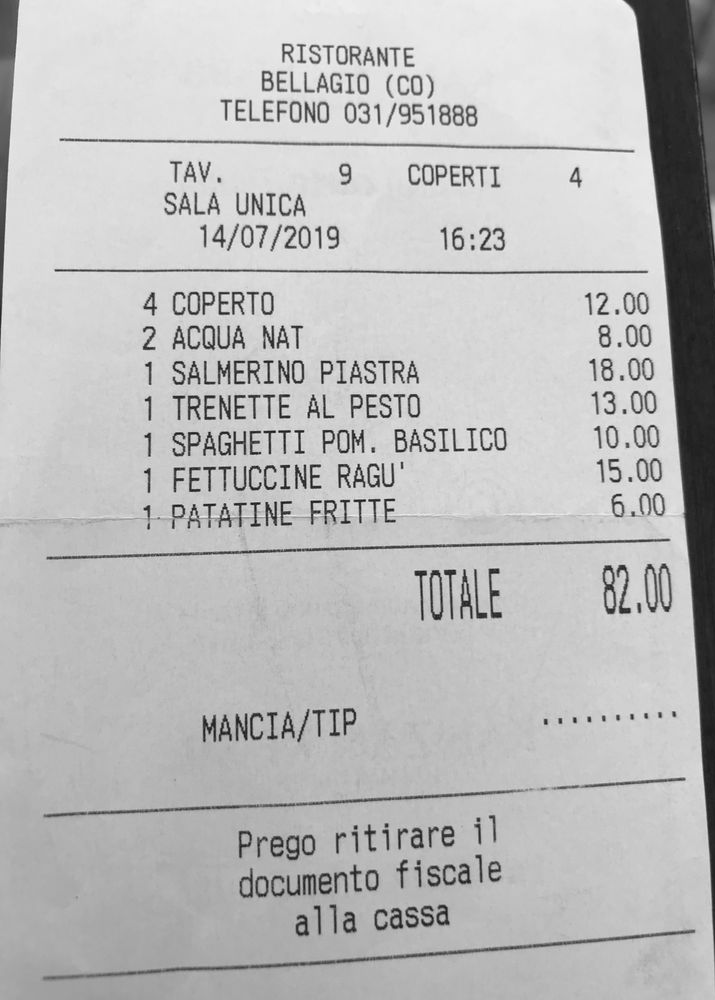 RISTORANTE
BELLAGIO (CO)
TELEFONO 031/951888
TAV. 9 COPERTI 4
SALA UNICA
14/07/2019 16:23
4 COPERTO 12.00
2 ACQUA NAT 8.00
1 SALMERINO PIASTRA 18.00
1 TRENETTE AL PESTO 13.00
1 SPAGHETTI POM. BASILICO 10.00
1 FETTUCCINE RAGU' 15.00
1 PATATINE FRITTE 6.00
TOTALE 82.00
MANCIA/TIP ..........
Prego ritirare il
documento fiscale
alla cassa